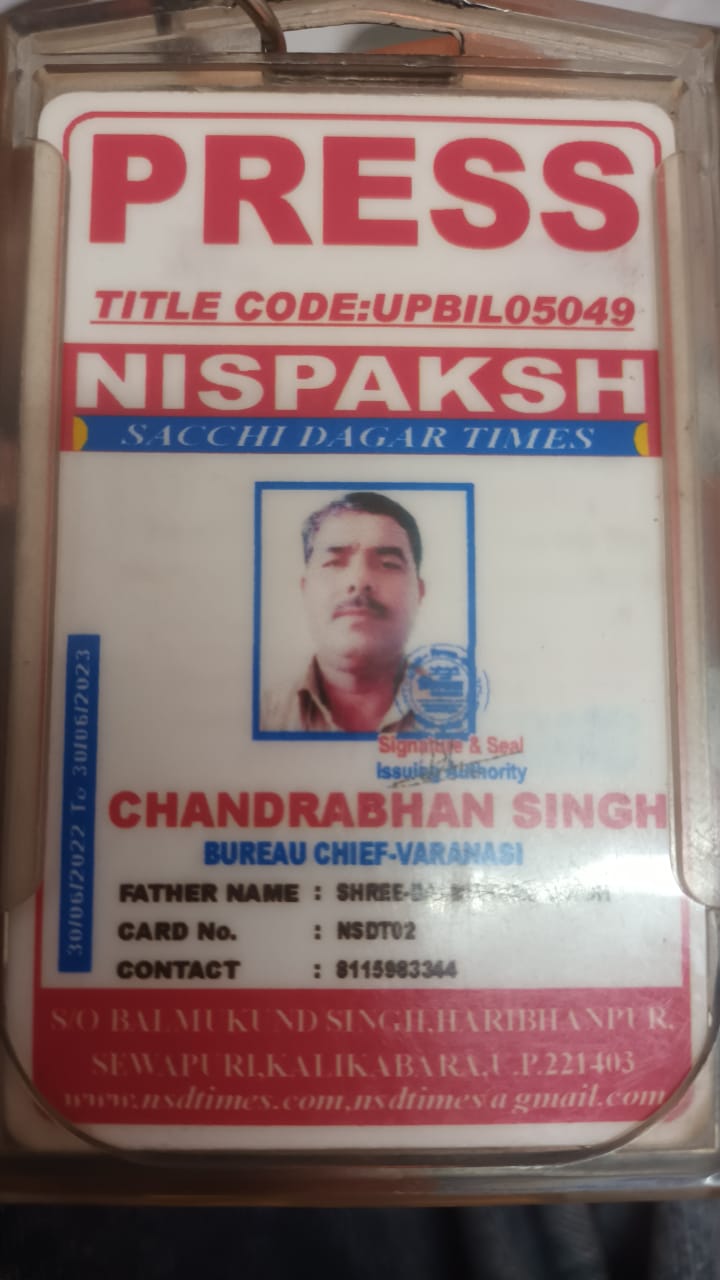 PRESS
TITLE CODE:UPBIL05049
NISPAKSH
SACCHI DAGAR TIMES
30/06/2022 To 30/06/2023
Signature & Seal
Issuing Authority
CHANDRABHAN SINGH
BUREAU CHIEF-VARANASI
FATHER NAME : SHREE-
CARD No. : NSDT02
CONTACT : 8115983344
S/O BALMUKUND SINGH,HARIBHANPUR,
SEWAPURI,KALIKABARA,U.P.221403
www.nsdtimes.com,nsdtimes@gmail.com